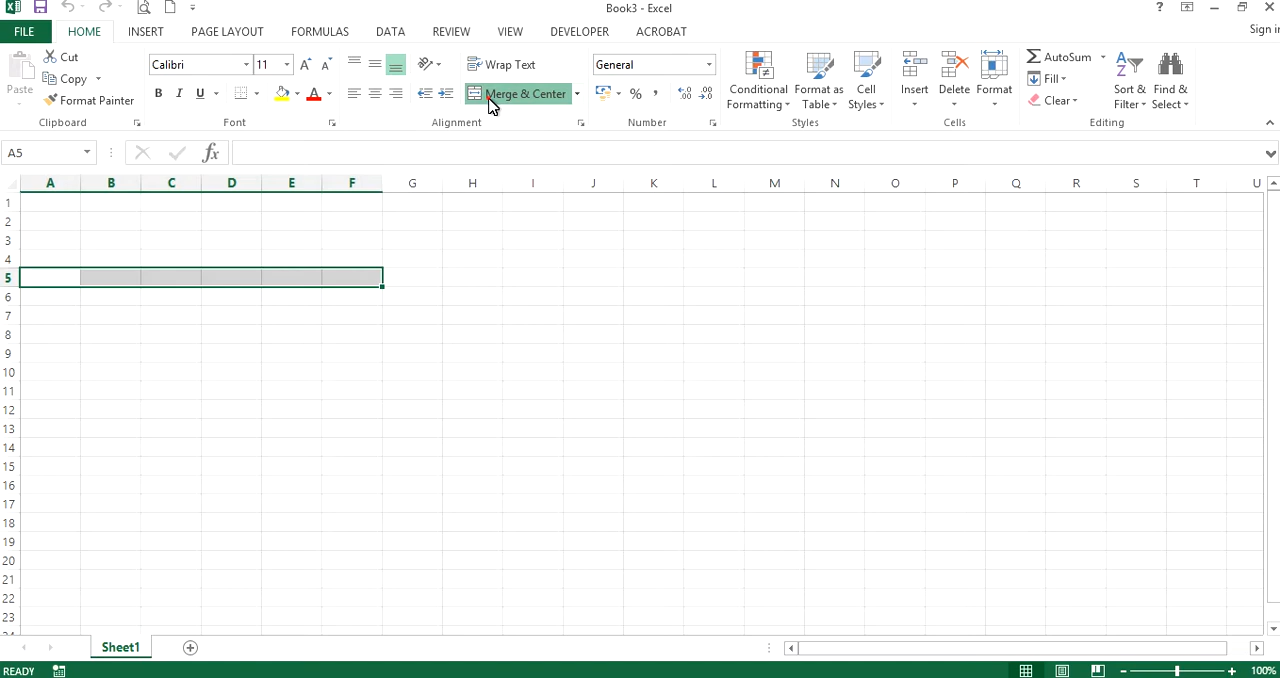 Book3 - Excel
?
FILE HOME INSERT PAGE LAYOUT FORMULAS DATA REVIEW VIEW DEVELOPER ACROBAT Sign in
Paste
Cut
Copy
Format Painter
Clipboard
Calibri 11
B I U
Font
Wrap Text
Merge & Center
Alignment
General
% ,
Number
Conditional Formatting
Format as Table
Cell Styles
Styles
Insert
Delete
Format
Cells
AutoSum
Fill
Clear
Sort & Filter
Find & Select
Editing
A5 fx
A B C D E F G H I J K L M N O P Q R S T U
1
2
3
4
5
6
7
8
9
10
11
12
13
14
15
16
17
18
19
20
21
22
23
24
Sheet1
READY 100%